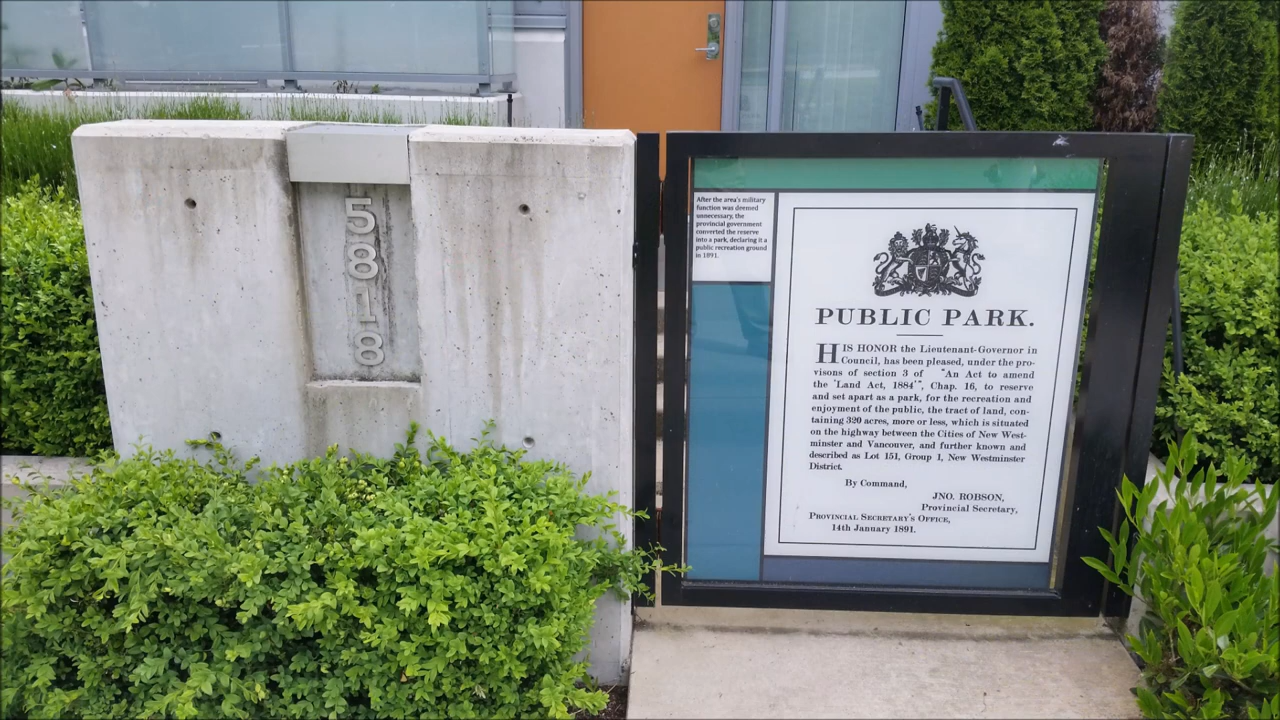 5818
After the area's military
function was deemed
unnecessary, the
provincial government
converted the reserve
into a park, declaring it a
public recreation ground
in 1891.
PUBLIC PARK.
HIS HONOR the Lieutenant-Governor in
Council, has been pleased, under the pro-
visons of section 3 of "An Act to amend
the 'Land Act, 1884'", Chap. 16, to reserve
and set apart as a park, for the recreation and
enjoyment of the public, the tract of land, con-
taining 320 acres, more or less, which is situated
on the highway between the Cities of New West-
minster and Vancouver, and further known and
described as Lot 151, Group 1, New Westminster
District.
By Command,
JNO. ROBSON,
Provincial Secretary,
PROVINCIAL SECRETARY'S OFFICE,
14th January 1891.